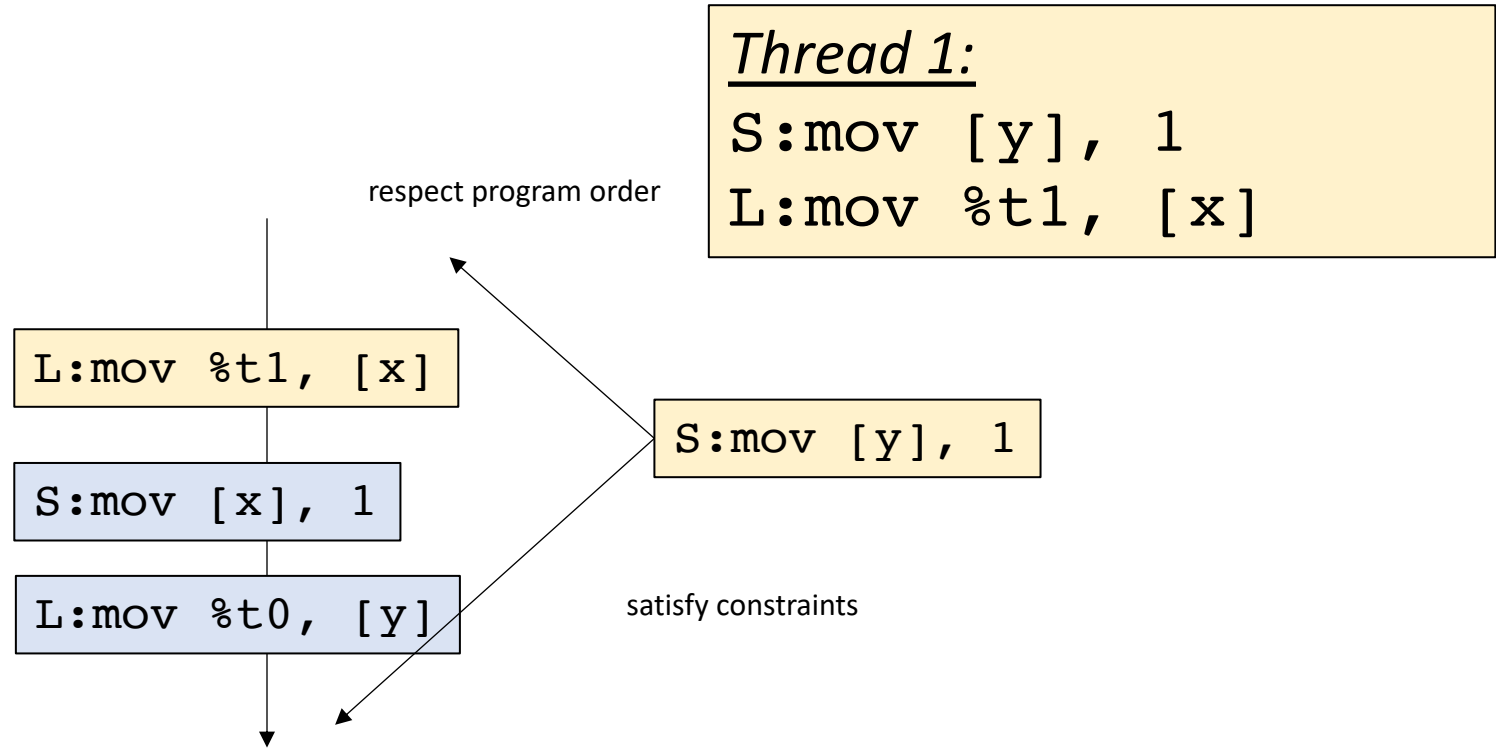 Thread 1:
S:mov [y], 1
L:mov %t1, [x]
respect program order
L:mov %t1, [x]
S:mov [y], 1
S:mov [x], 1
L:mov %t0, [y]
satisfy constraints